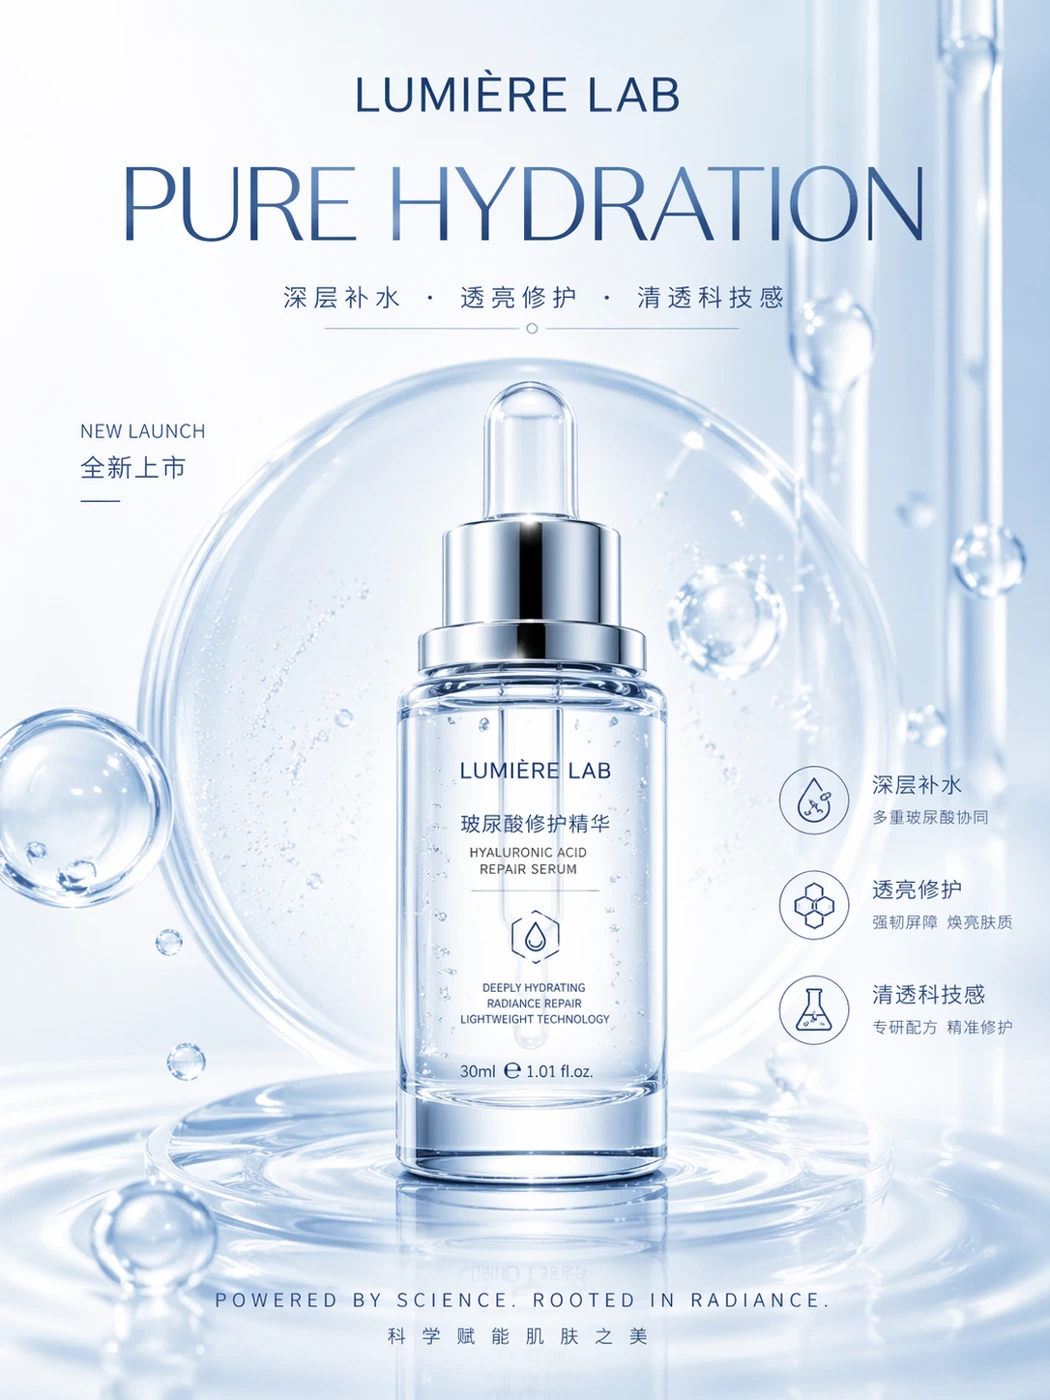 LUMIÈRE LAB
PURE HYDRATION
深层补水 · 透亮修护 · 清透科技感
NEW LAUNCH
全新上市
LUMIÈRE LAB
玻尿酸修护精华
HYALURONIC ACID
REPAIR SERUM
DEEPLY HYDRATING
RADIANCE REPAIR
LIGHTWEIGHT TECHNOLOGY
30ml ℮ 1.01 fl.oz.
深层补水
多重玻尿酸协同
透亮修护
强韧屏障 焕亮肤质
清透科技感
专研配方 精准修护
POWERED BY SCIENCE. ROOTED IN RADIANCE.
科学赋能肌肤之美